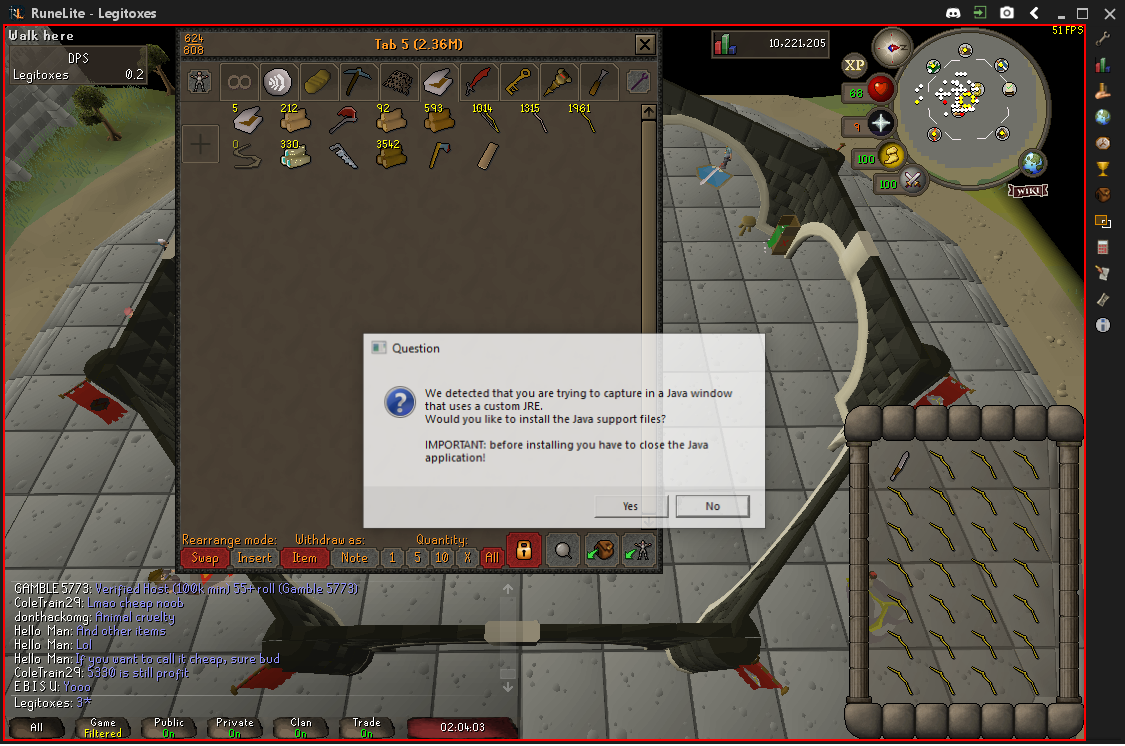 RuneLite - Legitoxes
Walk here
DPS
Legitoxes 0.2
624
808
Tab 5 (2.36M)
10,221,205
51 FPS
XP
68
9
100
100
WIKI
5 212 92 593 1014 1315 1961
0 330 3542
Question
We detected that you are trying to capture in a Java window
that uses a custom JRE.
Would you like to install the Java support files?
IMPORTANT: before installing you have to close the Java
application!
Yes No
Rearrange mode: Withdraw as: Quantity:
Swap Insert Item Note 1 5 10 X All
GAMBLE5773: Verified Host (100k min) 55+roll (Gamble 5773)
ColeTrain29: Lmao cheap noob
donthackomg: Animal cruelty
Hello Man: And other items
Hello Man: Lol
Hello Man: If you want to call it cheap, sure bud
ColeTrain29: 5330 is still profit
E B I S U: Yooo
Legitoxes: 3*
All Game Public Private Clan Trade 02:04:03
Filtered On On On On